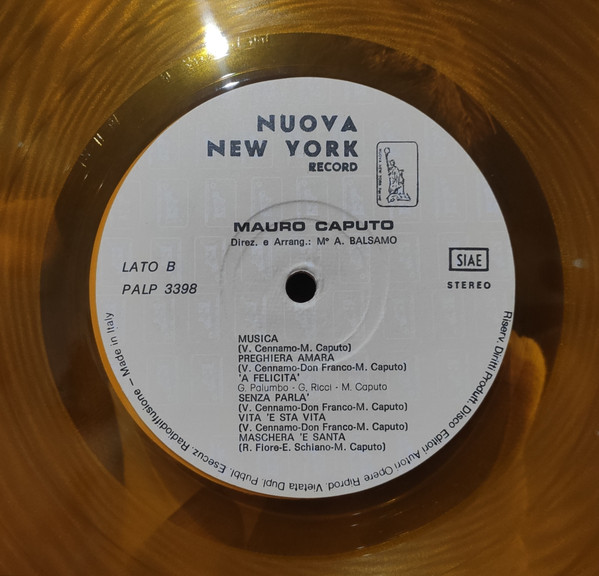 NUOVA
NEW YORK
RECORD
MAURO CAPUTO
Direz. e Arrang.: M° A. BALSAMO
LATO B
PALP 3398
SIAE
STEREO
MUSICA
(V. Cennamo-M. Caputo)
PREGHIERA AMARA
(V. Cennamo-Don Franco-M. Caputo)
'A FELICITA'
G. Palumbo - G. Ricci - M. Caputo
SENZA PARLA'
(V. Cennamo-Don Franco-M. Caputo)
VITA 'E STA VITA
(V. Cennamo-Don Franco-M. Caputo)
MASCHERA 'E SANTA
(R. Fiore-E. Schiano-M. Caputo)
Riserv. Diritti Produtt. Disco Editori Autori Opere Riprod. Vietata Dupl. Pubbl. Esecuz. Radiodiffusione - Made in Italy